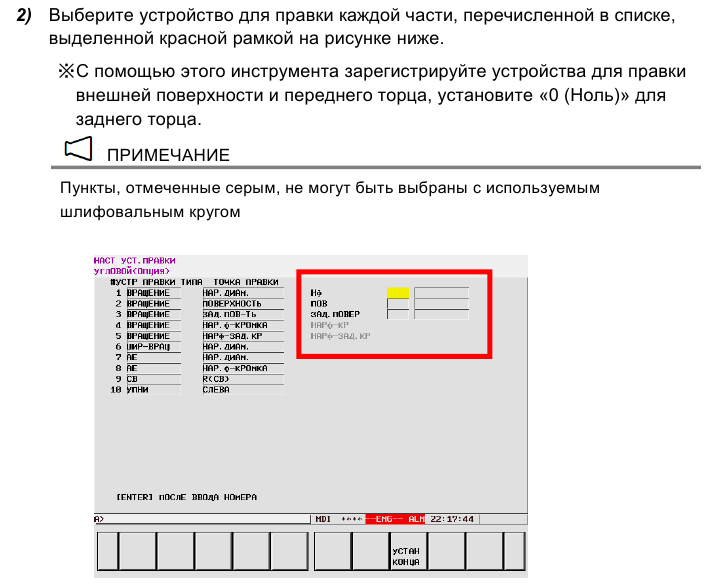 2) Выберите устройство для правки каждой части, перечисленной в списке,
выделенной красной рамкой на рисунке ниже.
※С помощью этого инструмента зарегистрируйте устройства для правки
внешней поверхности и переднего торца, установите «0 (Ноль)» для
заднего торца.
ПРИМЕЧАНИЕ
Пункты, отмеченные серым, не могут быть выбраны с используемым
шлифовальным кругом
НАСТ УСТ.ПРАВКИ
УГЛОВОЙ<Опция>
#УСТР ПРАВКИ ТИПА ТОЧКА ПРАВКИ
1 ВРАЩЕНИЕ НАР.ДИАМ.
2 ВРАЩЕНИЕ ПОВЕРХНОСТЬ
3 ВРАЩЕНИЕ ЗАД.ПОВ-ТЬ
4 ВРАЩЕНИЕ НАР.Ф-КРОМКА
5 ВРАЩЕНИЕ НАРФ-ЗАД.КР
6 ШИР-ВРАЩ НАР.ДИАМ.
7 АЕ НАР.ДИАМ.
8 АЕ НАР.Ф-КРОМКА
9 СВ R(СВ)
10 УПНИ СЛЕВА
НФ
ПОВ
ЗАД.ПОВЕР
НАРФ-КР
НАРФ-ЗАД.КР
[ENTER] ПОСЛЕ ВВОДА НОМЕРА
A>
MDI **** --EMG-- ALM 22:17:44
УСТАН
КОНЦА